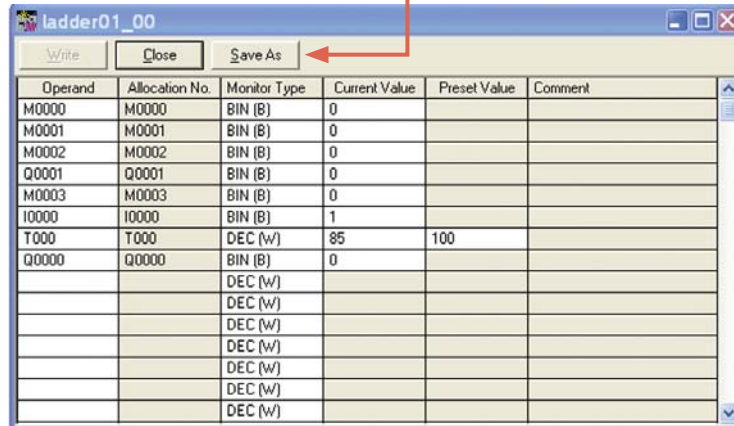 ladder01_00
Write Close Save As
Operand Allocation No. Monitor Type Current Value Preset Value Comment
M0000 M0000 BIN (B) 0
M0001 M0001 BIN (B) 0
M0002 M0002 BIN (B) 0
Q0001 Q0001 BIN (B) 0
M0003 M0003 BIN (B) 0
I0000 I0000 BIN (B) 1
T000 T000 DEC (W) 85 100
Q0000 Q0000 BIN (B) 0
DEC (W)
DEC (W)
DEC (W)
DEC (W)
DEC (W)
DEC (W)
DEC (W)